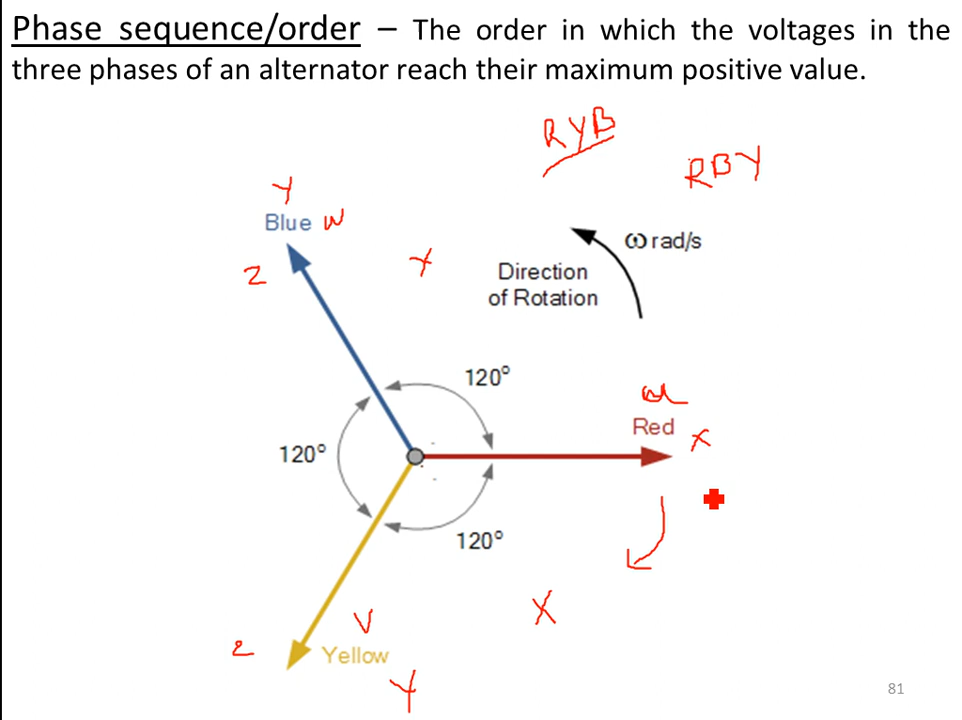 Phase sequence/order – The order in which the voltages in the
three phases of an alternator reach their maximum positive value.
RYB
RBY
Y
Blue W
ω rad/s
Z
Y
Direction
of Rotation
120°
Red
X
120°
120°
X
V
Z
Yellow
Y
81